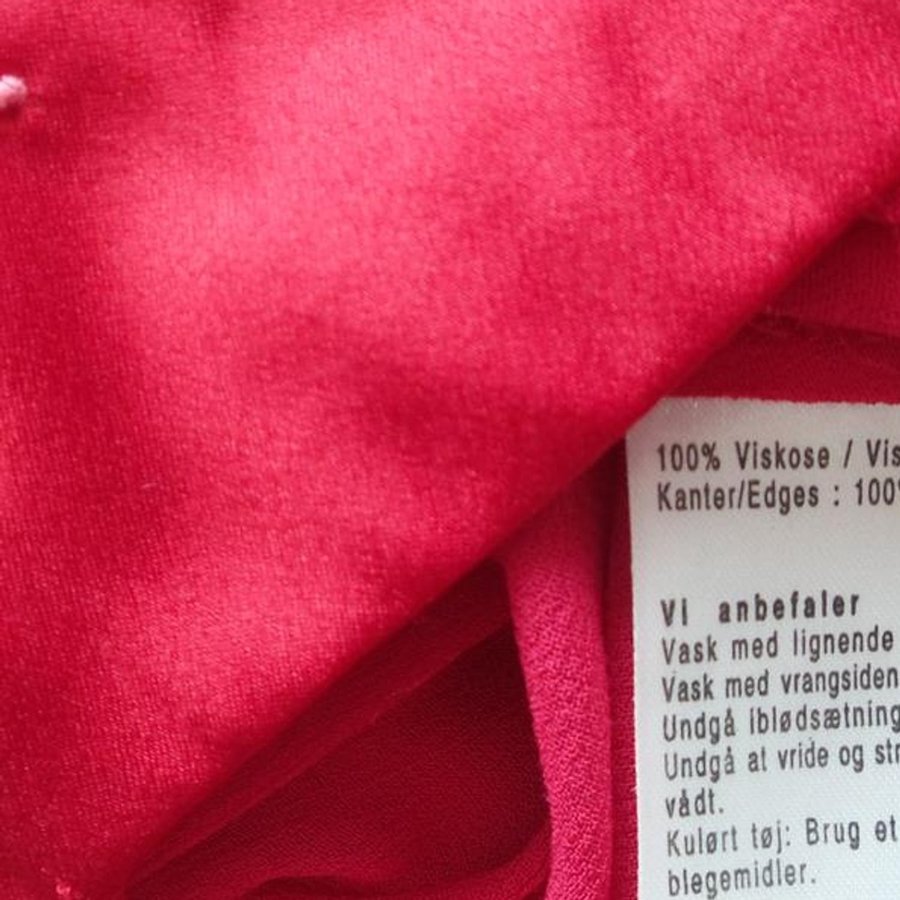 100% Viskose / Vis
Kanter/Edges : 100%
Vi anbefaler
Vask med lignende
Vask med vrangsiden
Undgå iblødsætning
Undgå at vride og str
vådt.
Kulørt tøj: Brug et
blegemidler.